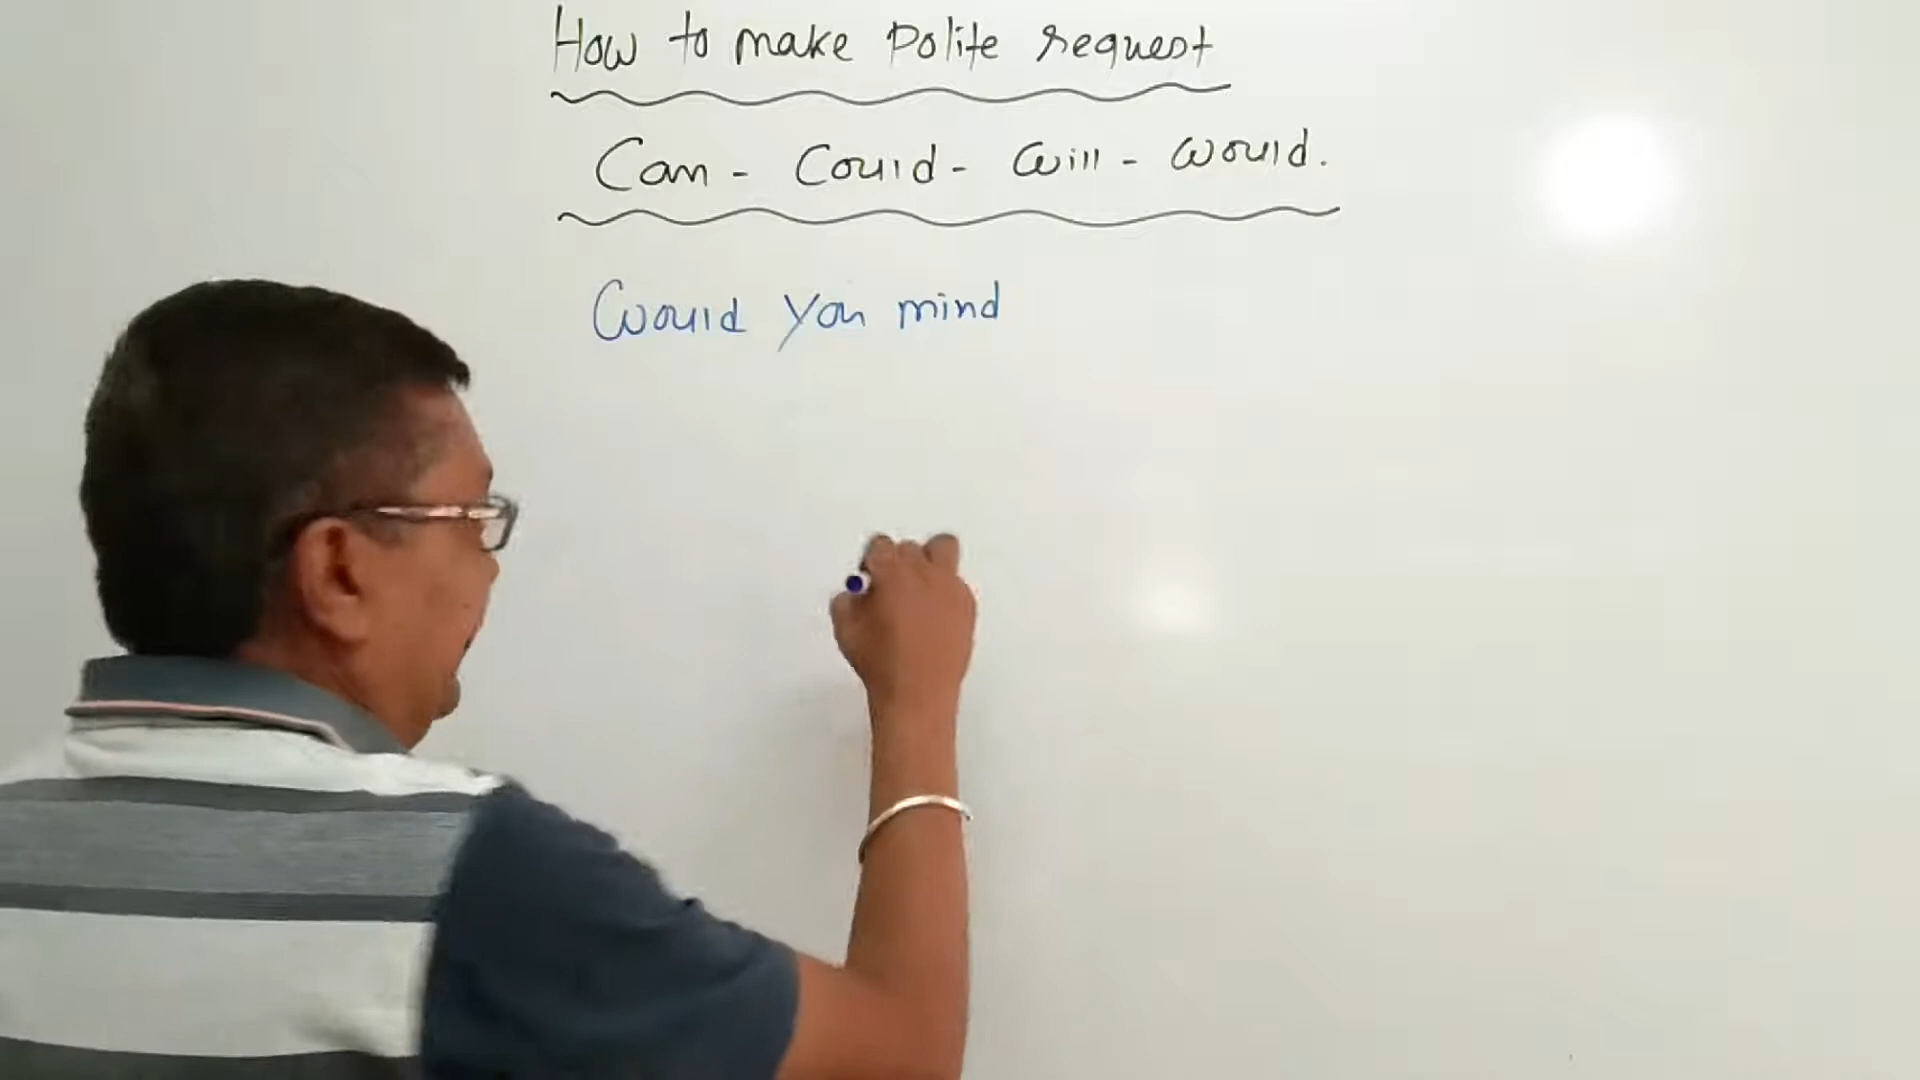 How to make Polite request
Can - Could - Will - Would.
Would you mind